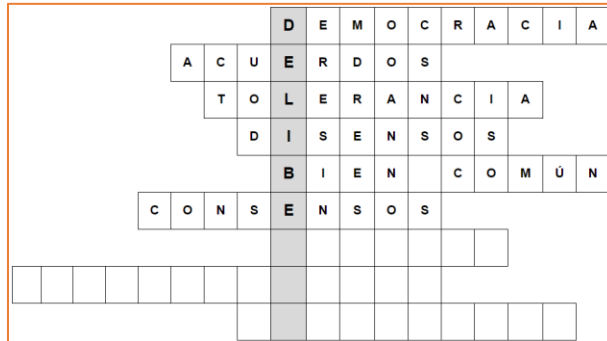 DEMOCRACIA
ACUERDOS
TOLERANCIA
DISENSOS
BIEN COMÚN
CONSENSOS